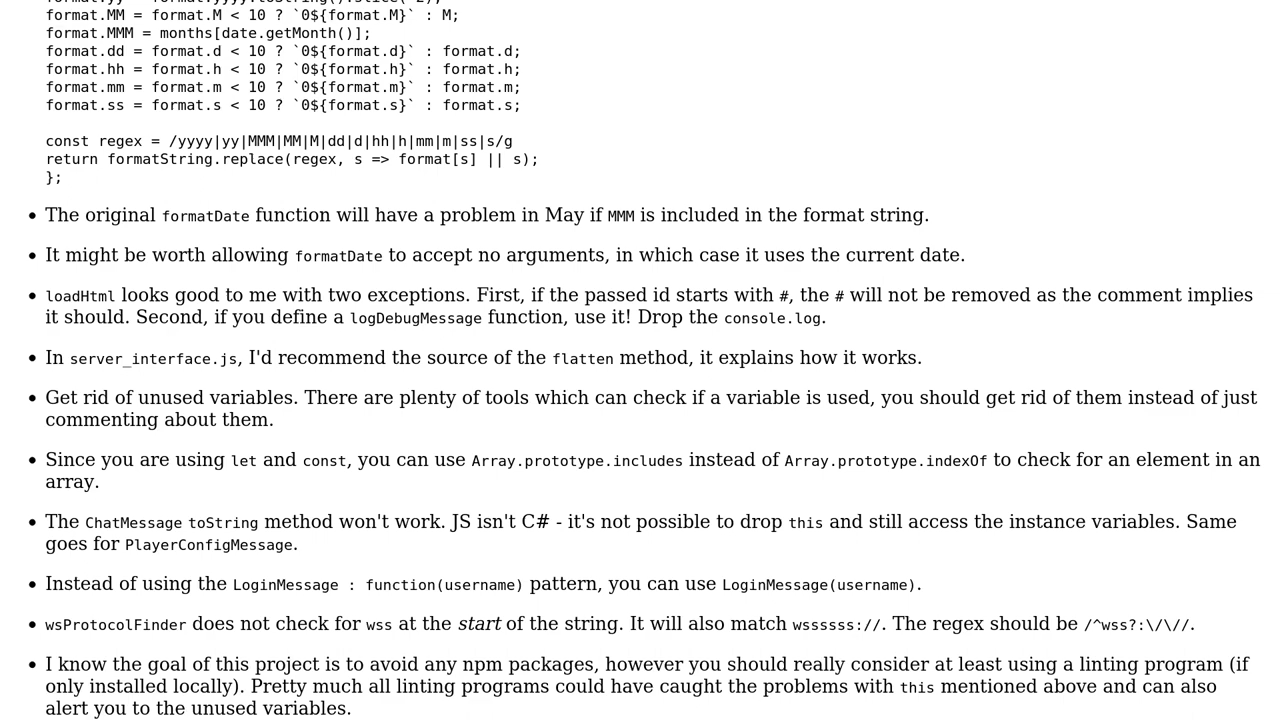 format.MM = format.M < 10 ? `0${format.M}` : M;
format.MMM = months[date.getMonth()];
format.dd = format.d < 10 ? `0${format.d}` : format.d;
format.hh = format.h < 10 ? `0${format.h}` : format.h;
format.mm = format.m < 10 ? `0${format.m}` : format.m;
format.ss = format.s < 10 ? `0${format.s}` : format.s;
const regex = /yyyy|yy|MMM|MM|M|dd|d|hh|h|mm|m|ss|s/g
return formatString.replace(regex, s => format[s] || s);
};
• The original formatDate function will have a problem in May if MMM is included in the format string.
• It might be worth allowing formatDate to accept no arguments, in which case it uses the current date.
• loadHtml looks good to me with two exceptions. First, if the passed id starts with #, the # will not be removed as the comment implies
it should. Second, if you define a logDebugMessage function, use it! Drop the console.log.
• In server_interface.js, I'd recommend the source of the flatten method, it explains how it works.
• Get rid of unused variables. There are plenty of tools which can check if a variable is used, you should get rid of them instead of just
commenting about them.
• Since you are using let and const, you can use Array.prototype.includes instead of Array.prototype.indexOf to check for an element in an
array.
• The ChatMessage toString method won't work. JS isn't C# - it's not possible to drop this and still access the instance variables. Same
goes for PlayerConfigMessage.
• Instead of using the LoginMessage : function(username) pattern, you can use LoginMessage(username).
• wsProtocolFinder does not check for wss at the start of the string. It will also match wssssss://. The regex should be /^wss?:\/\//.
• I know the goal of this project is to avoid any npm packages, however you should really consider at least using a linting program (if
only installed locally). Pretty much all linting programs could have caught the problems with this mentioned above and can also
alert you to the unused variables.